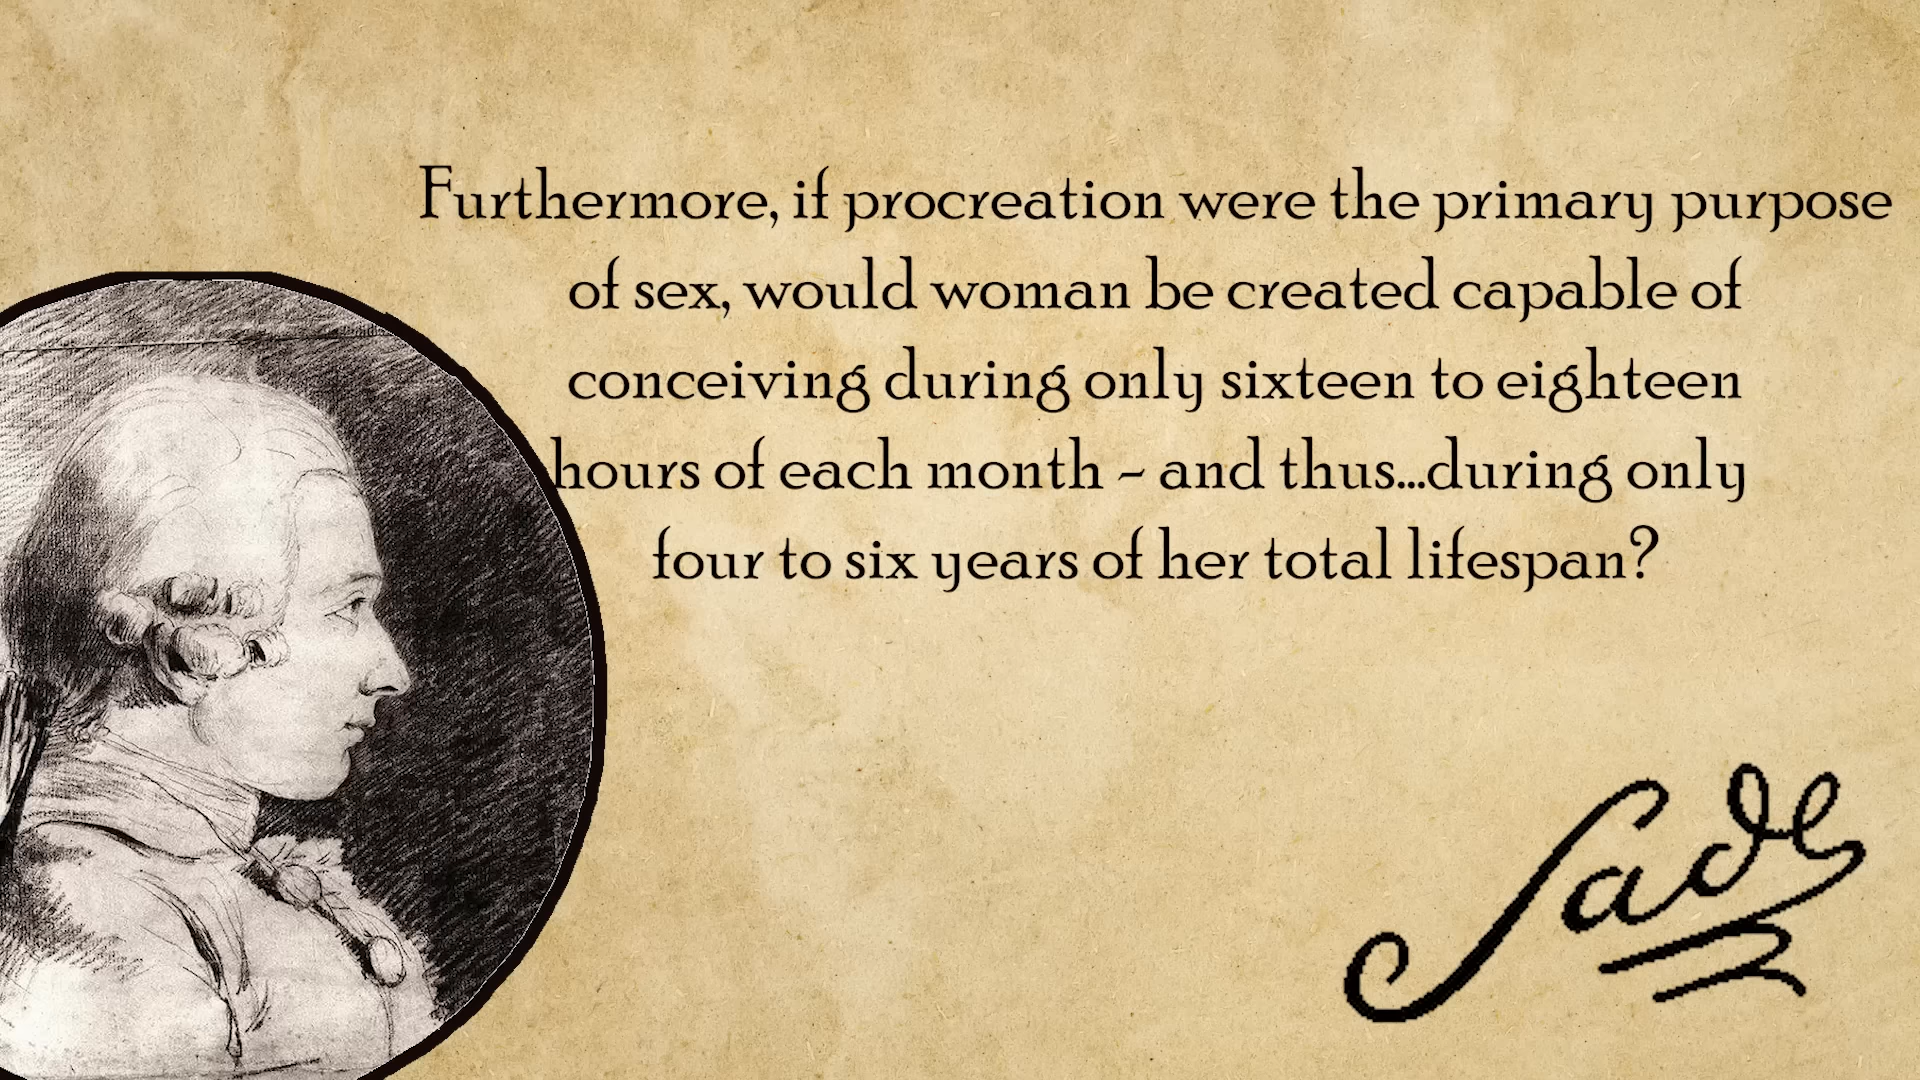 Furthermore, if procreation were the primary purpose
of sex, would woman be created capable of
conceiving during only sixteen to eighteen
hours of each month - and thus...during only
four to six years of her total lifespan?
Sade